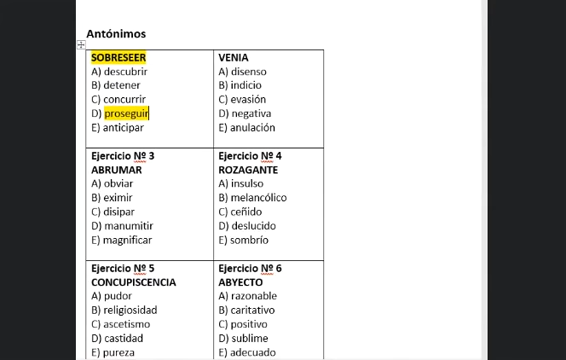 Antónimos
SOBRESEER
A) descubrir
B) detener
C) concurrir
D) proseguir
E) anticipar
VENIA
A) disenso
B) indicio
C) evasión
D) negativa
E) anulación
Ejercicio Nº 3
ABRUMAR
A) obviar
B) eximir
C) disipar
D) manumitir
E) magnificar
Ejercicio Nº 4
ROZAGANTE
A) insulso
B) melancólico
C) ceñido
D) deslucido
E) sombrío
Ejercicio Nº 5
CONCUPISCENCIA
A) pudor
B) religiosidad
C) ascetismo
D) castidad
E) pureza
Ejercicio Nº 6
ABYECTO
A) razonable
B) caritativo
C) positivo
D) sublime
E) adecuado